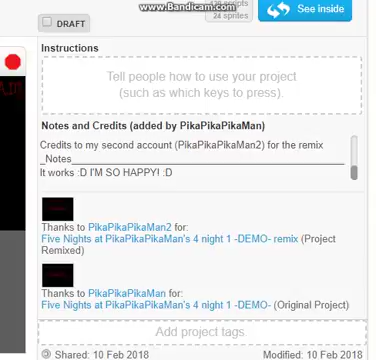 www.Bandicam.com
scripts
24 sprites
See inside
DRAFT
Instructions
Tell people how to use your project
(such as which keys to press).
Notes and Credits (added by PikaPikaPikaMan)
Credits to my second account (PikaPikaPikaMan2) for the remix
_Notes_
It works :D I'M SO HAPPY! :D
Thanks to PikaPikaPikaMan2 for:
Five Nights at PikaPikaPikaMan's 4 night 1 -DEMO- remix (Project
Remixed)
Thanks to PikaPikaPikaMan for:
Five Nights at PikaPikaPikaMan's 4 night 1 -DEMO- (Original Project)
Add project tags.
Shared: 10 Feb 2018 Modified: 10 Feb 2018